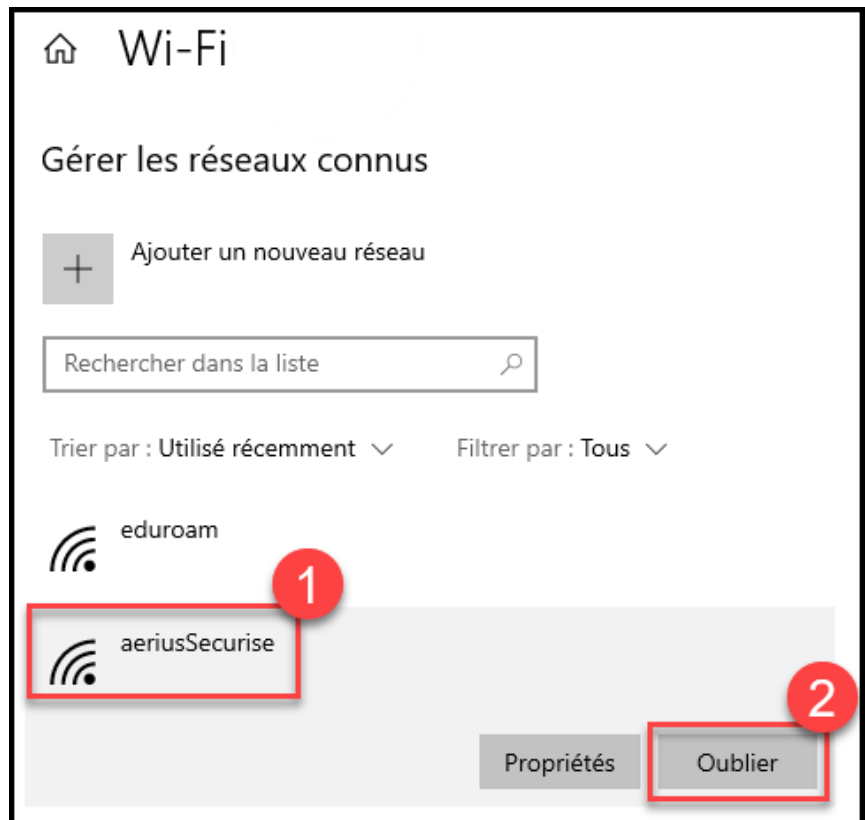 Wi-Fi
Gérer les réseaux connus
Ajouter un nouveau réseau
Rechercher dans la liste
Trier par : Utilisé récemment Filtrer par : Tous
eduroam
1
aeriusSecurise
2
Propriétés Oublier